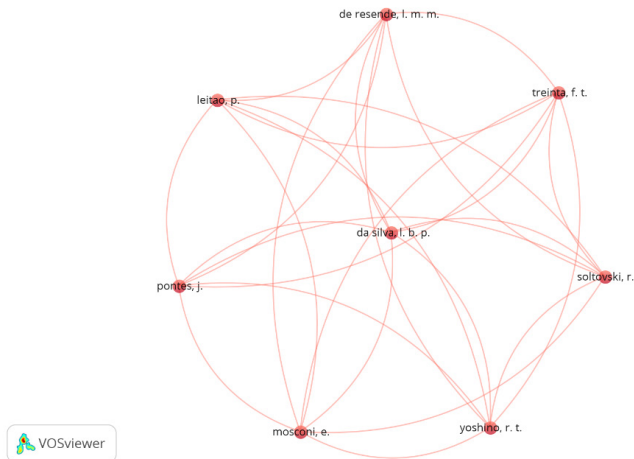 de resende, l. m. m.
treinta, f. t.
leitao, p.
da silva, l. b. p.
soltovski, r.
pontes, j.
yoshino, r. t.
mosconi, e.
VOSviewer